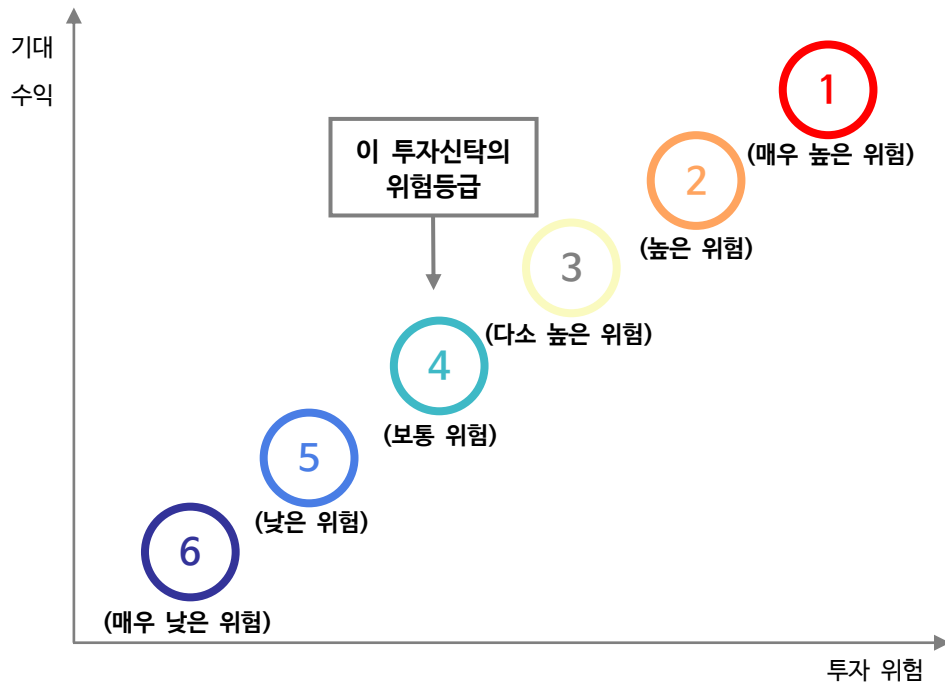 기대
수익
1
(매우 높은 위험)
이 투자신탁의
위험등급
2
(높은 위험)
3
(다소 높은 위험)
4
(보통 위험)
5
(낮은 위험)
6
(매우 낮은 위험)
투자 위험